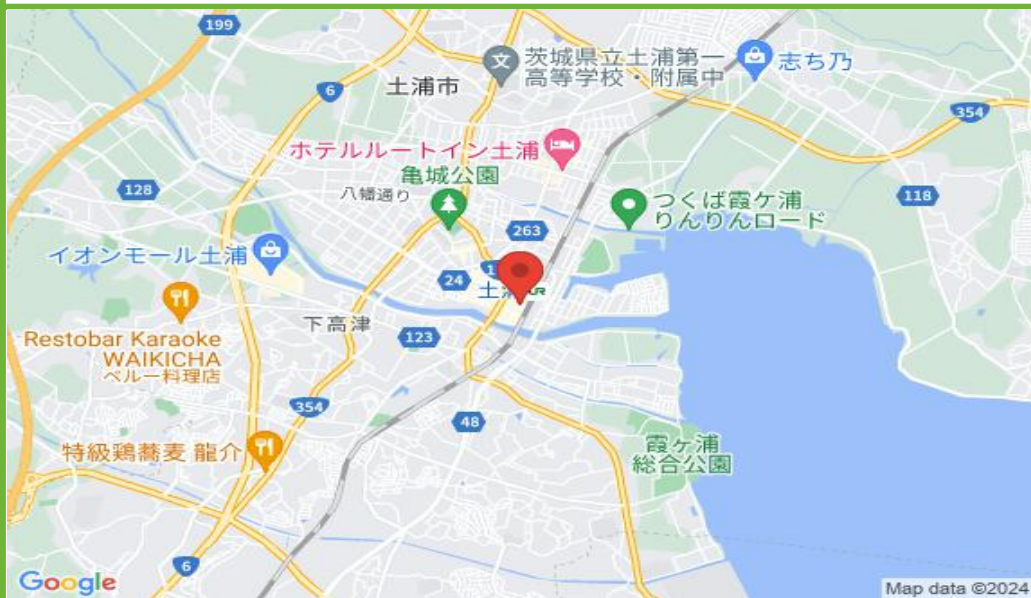 199
茨城県立土浦第一
高等学校・附属中
志ち乃
6
土浦市
354
ホテルルートイン土浦
亀城公園
128
八幡通り
118
つくば霞ケ浦
りんりんロード
263
イオンモール土浦
24
下高津
123
Restobar Karaoke
WAIKICHA
ペルー料理店
354
48
特級鶏蕎麦 龍介
霞ヶ浦
総合公園
6
Google
Map data ©2024